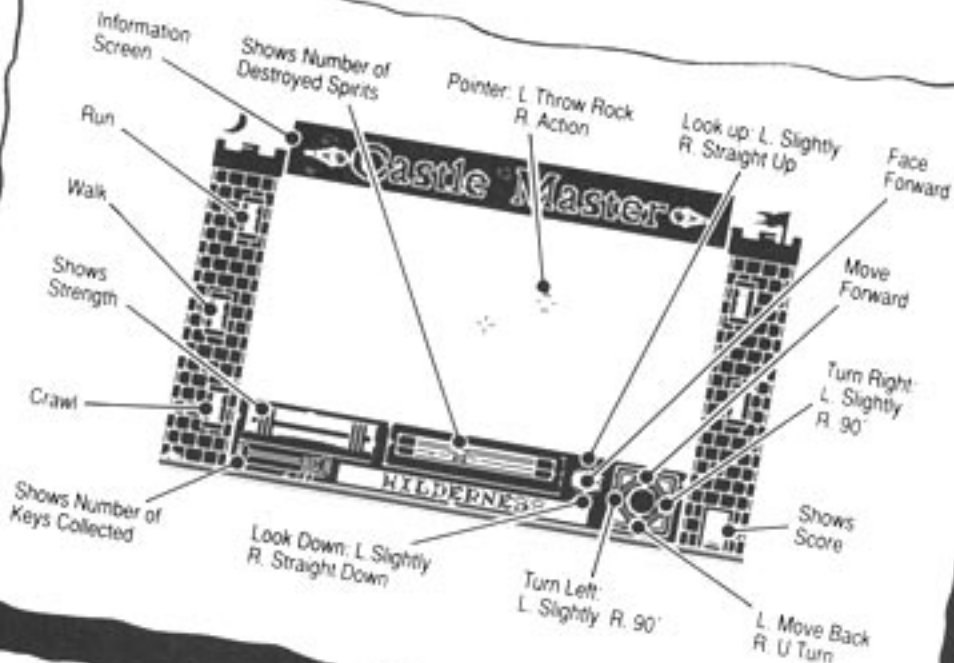 Information
Screen
Shows Number of
Destroyed Spirits
Pointer: L. Throw Rock
R. Action
Look up: L. Slightly
R. Straight Up
Face
Forward
Run
Walk
Move
Forward
Shows
Strength
Castle Master
Turn Right:
L. Slightly
R. 90°
Crawl
Shows Number of
Keys Collected
WILDERNESS
Look Down: L. Slightly
R. Straight Down
Shows
Score
Turn Left:
L. Slightly R. 90°
L. Move Back
R. U Turn